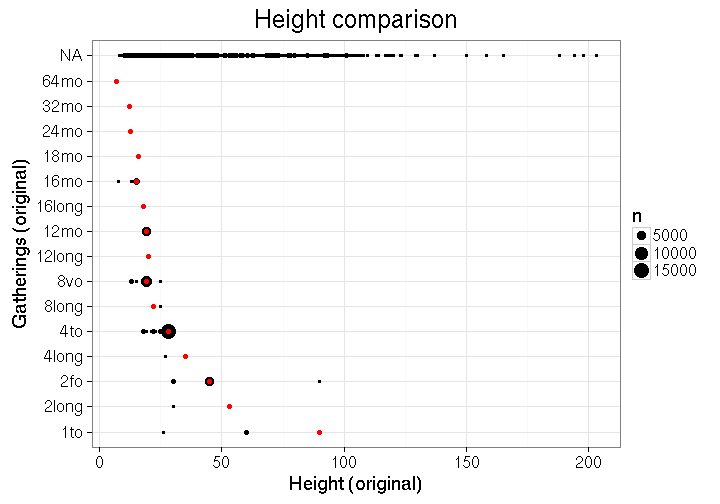 Height comparison
Gatherings (original)
NA
64mo
32mo
24mo
18mo
16mo
16long
12mo
12long
8vo
8long
4to
4long
2fo
2long
1to
0
50
100
150
200
Height (original)
n
5000
10000
15000